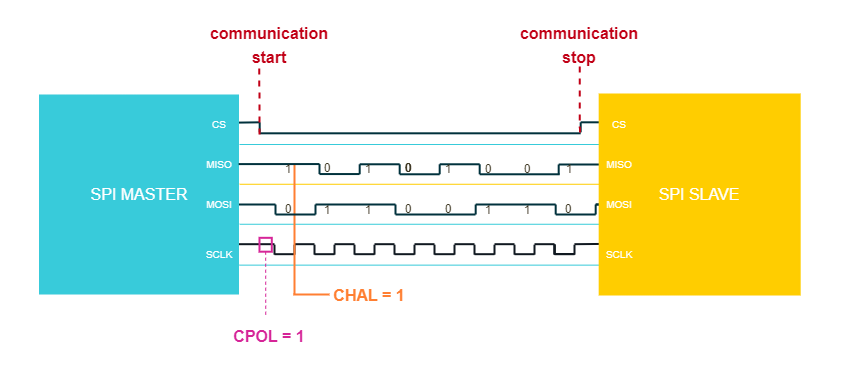 communication
start
communication
stop
CS
CS
MISO
1 0 1 0 1 0 0 1
MISO
SPI MASTER
SPI SLAVE
MOSI
0 1 1 0 0 1 1 0
MOSI
SCLK
SCLK
CHAL = 1
CPOL = 1